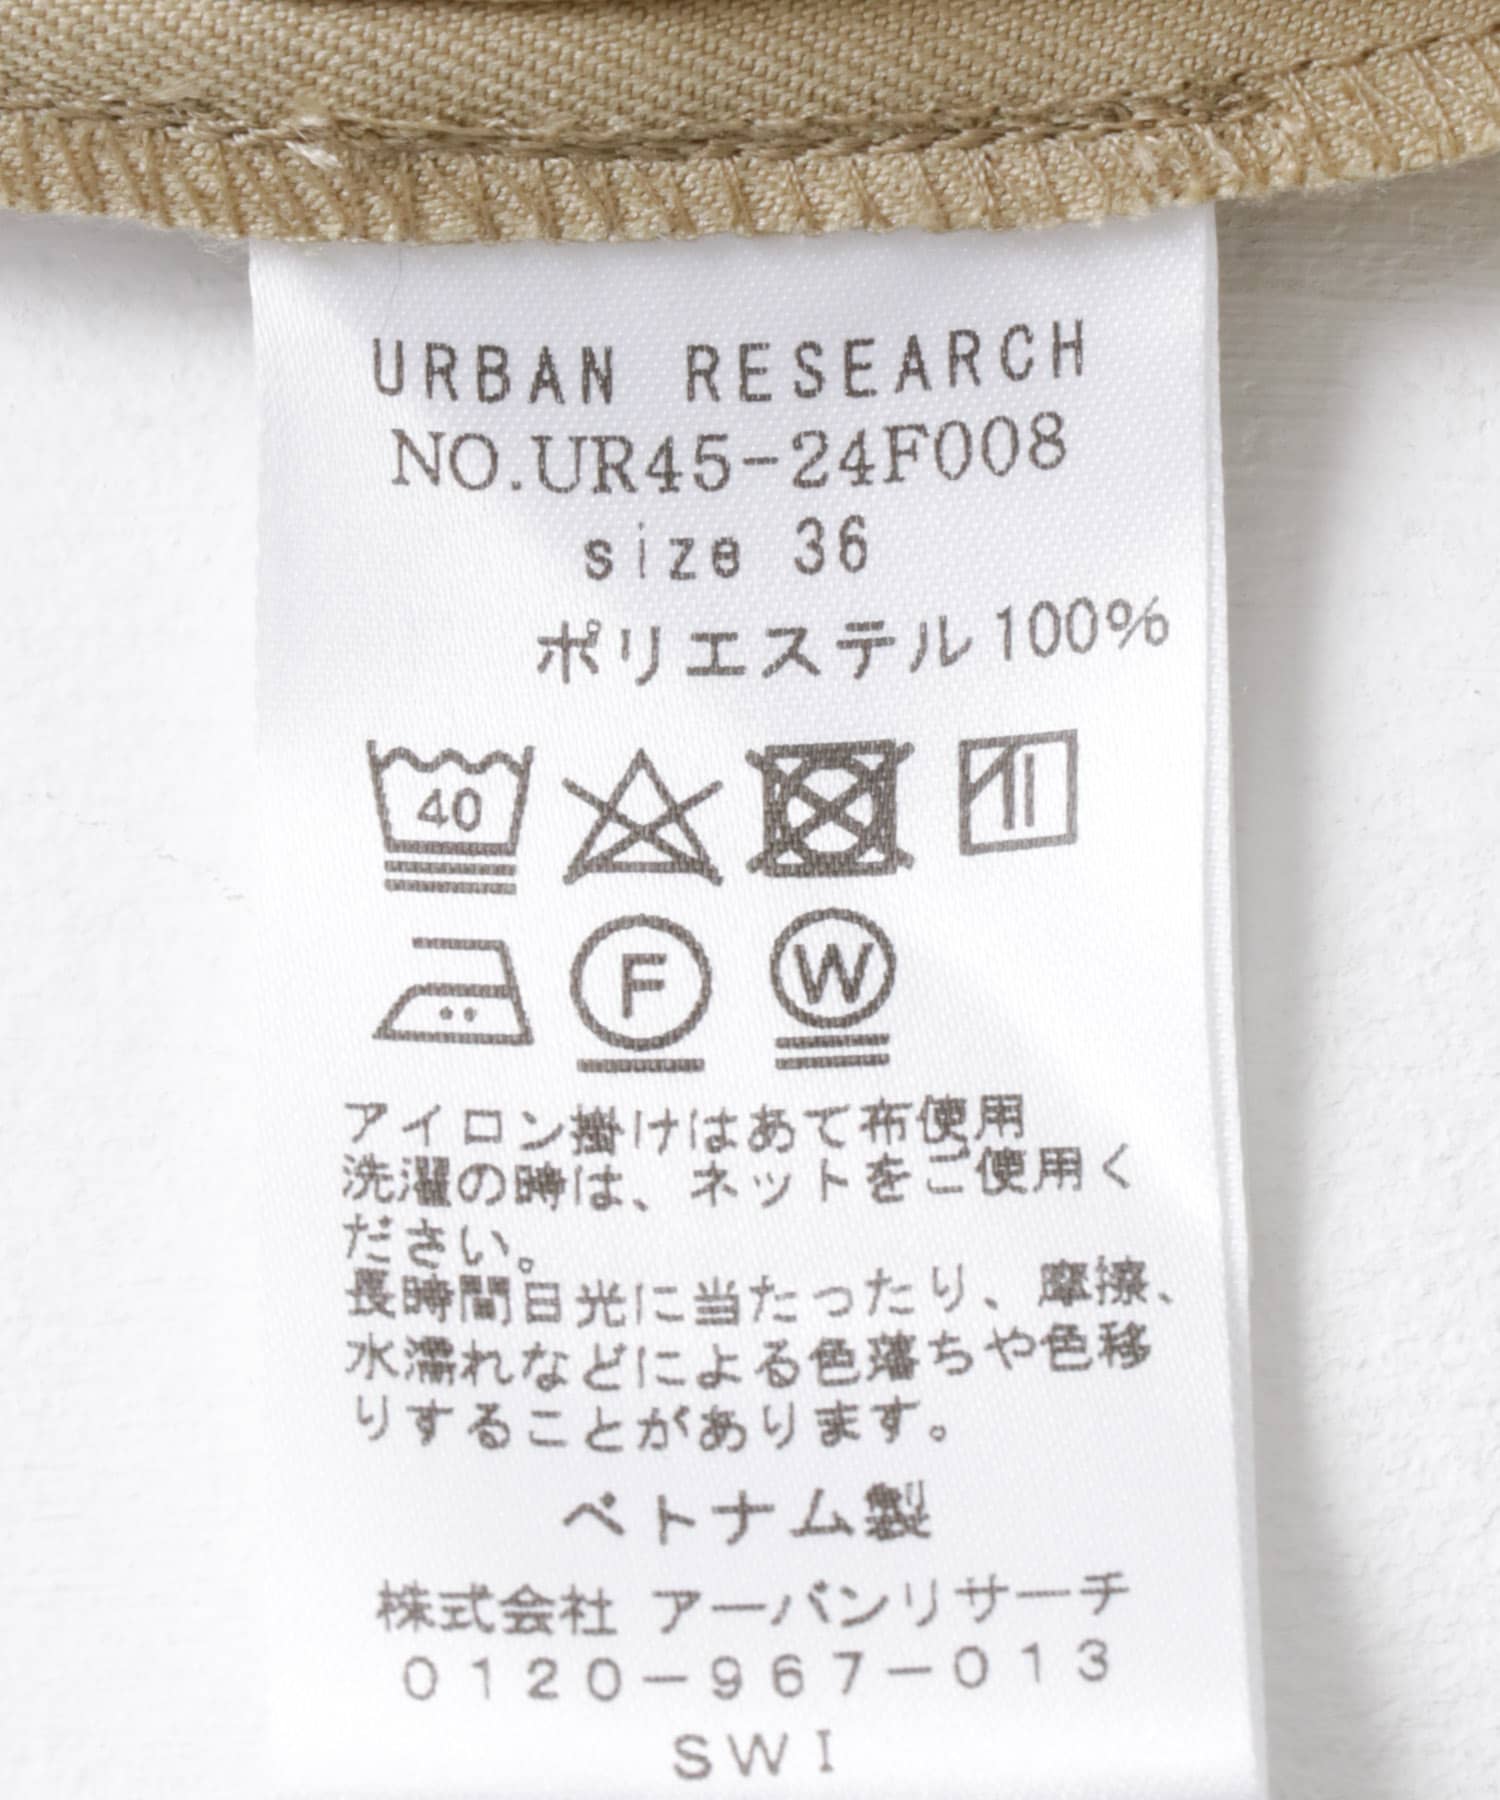 URBAN RESEARCH
NO.UR45-24F008
size 36
ポリエステル100%
40
F
W
アイロン掛けはあて布使用
洗濯の時は、ネットをご使用く
ださい。
長時間日光に当たったり、摩擦、
水濡れなどによる色落ちや色移
りすることがあります。
ベトナム製
株式会社 アーバンリサーチ
0120-967-013
SWI